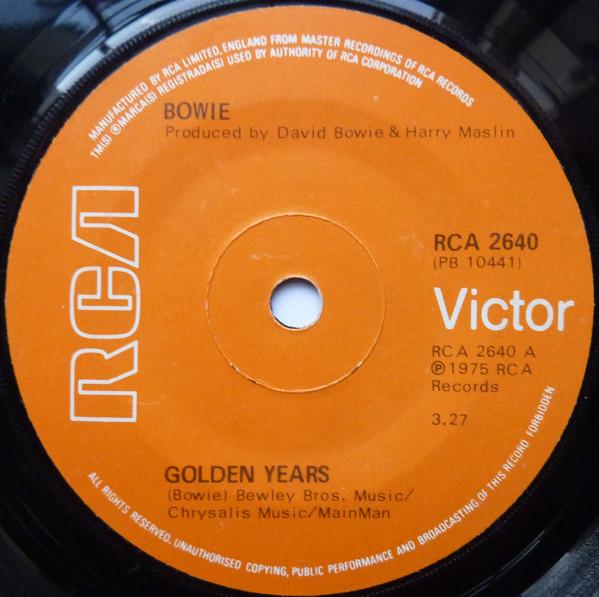 MANUFACTURED BY RCA LIMITED, ENGLAND FROM MASTER RECORDINGS OF RCA RECORDS
TM(S) ® MARCA(S) REGISTRADA(S) USED BY AUTHORITY OF RCA CORPORATION
BOWIE
Produced by David Bowie & Harry Maslin
RCA
RCA 2640
(PB 10441)
Victor
RCA 2640 A
℗1975 RCA
Records
3.27
GOLDEN YEARS
(Bowie) Bewley Bros. Music/
Chrysalis Music/MainMan
ALL RIGHTS RESERVED. UNAUTHORISED COPYING, PUBLIC PERFORMANCE AND BROADCASTING OF THIS RECORD FORBIDDEN